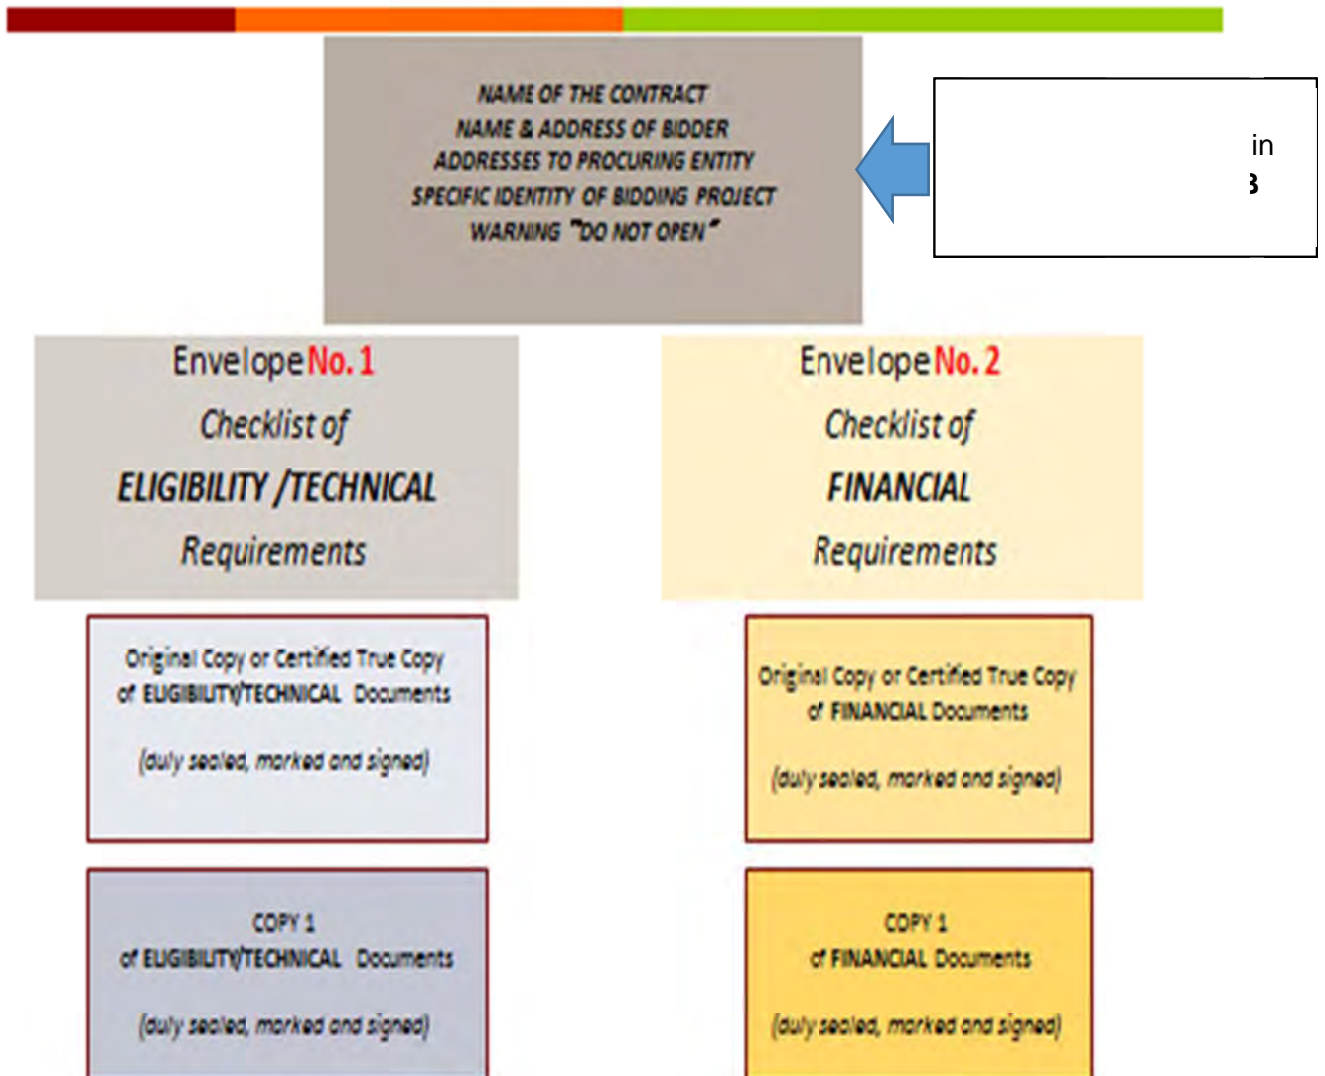 NAME OF THE CONTRACT
NAME & ADDRESS OF BIDDER
ADDRESSES TO PROCURING ENTITY
SPECIFIC IDENTITY OF BIDDING PROJECT
WARNING "DO NOT OPEN"
in
Envelope No. 1
Checklist of
ELIGIBILITY /TECHNICAL
Requirements
Envelope No. 2
Checklist of
FINANCIAL
Requirements
Original Copy or Certified True Copy
of ELIGIBILITY/TECHNICAL Documents
(duly sealed, marked and signed)
Original Copy or Certified True Copy
of FINANCIAL Documents
(duly sealed, marked and signed)
COPY 1
of ELIGIBILITY/TECHNICAL Documents
(duly sealed, marked and signed)
COPY 1
of FINANCIAL Documents
(duly sealed, marked and signed)